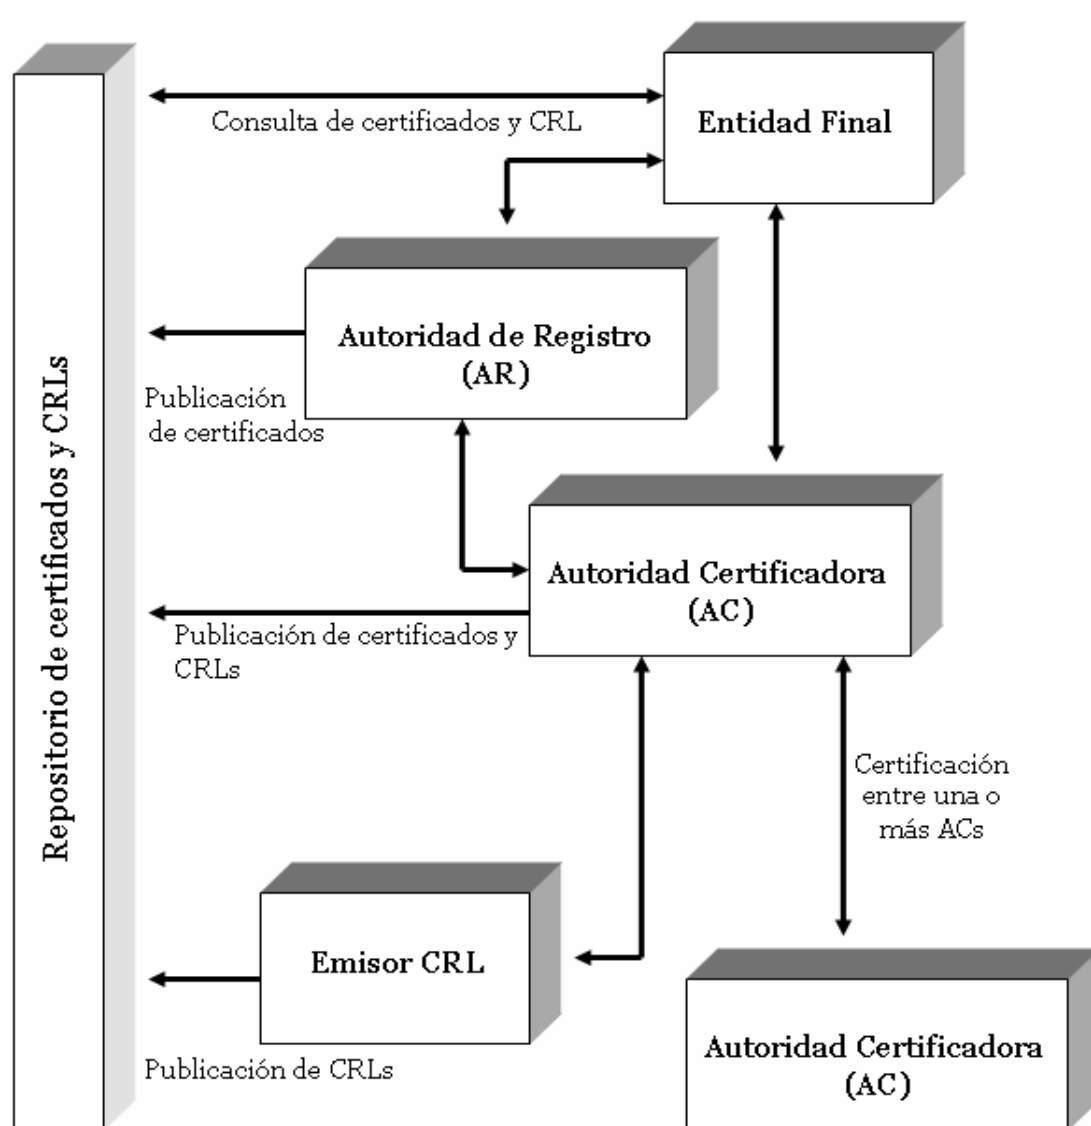 Entidad Final
Consulta de certificados y CRL
Autoridad de Registro
(AR)
Publicación
de certificados
Repositorio de certificados y CRLs
Autoridad Certificadora
(AC)
Publicación de certificados y
CRLs
Certificación
entre una o
más ACs
Emisor CRL
Publicación de CRLs
Autoridad Certificadora
(AC)